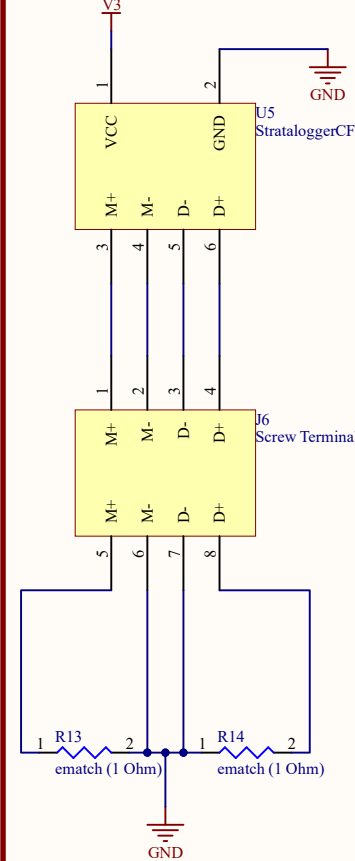 V3
1
2
GND
U5
StrataloggerCF
VCC
GND
M+
M-
D-
D+
3
4
5
6
1
2
3
4
J6
Screw Termina
M+
M-
D-
D+
M+
M-
D-
D+
5
6
7
8
R13
R14
1
2
1
2
ematch (1 Ohm)
ematch (1 Ohm)
GND